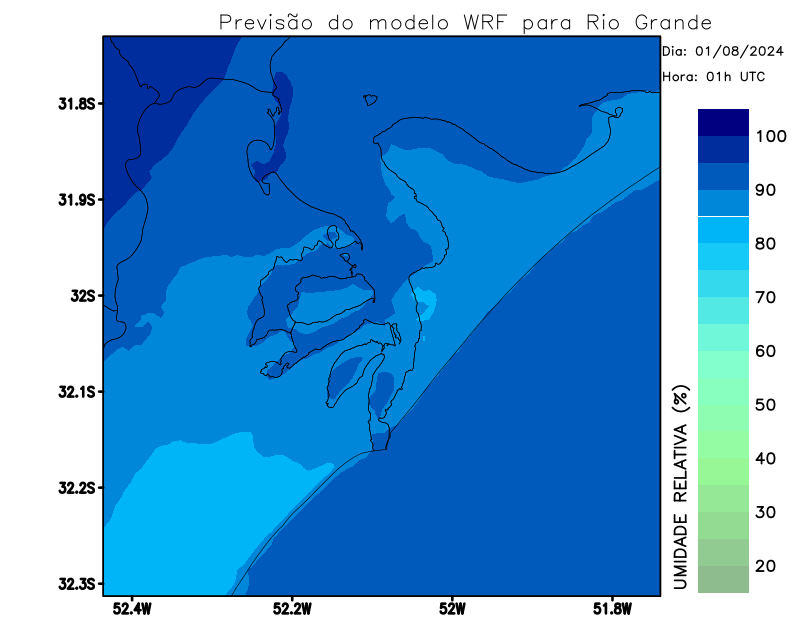 Previsão do modelo WRF para Rio Grande
Dia: 01/08/2024
Hora: 01h UTC
31.8S
31.9S
32S
32.1S
32.2S
32.3S
52.4W
52.2W
52W
51.8W
100
90
80
70
60
50
40
30
20
UMIDADE RELATIVA (%)